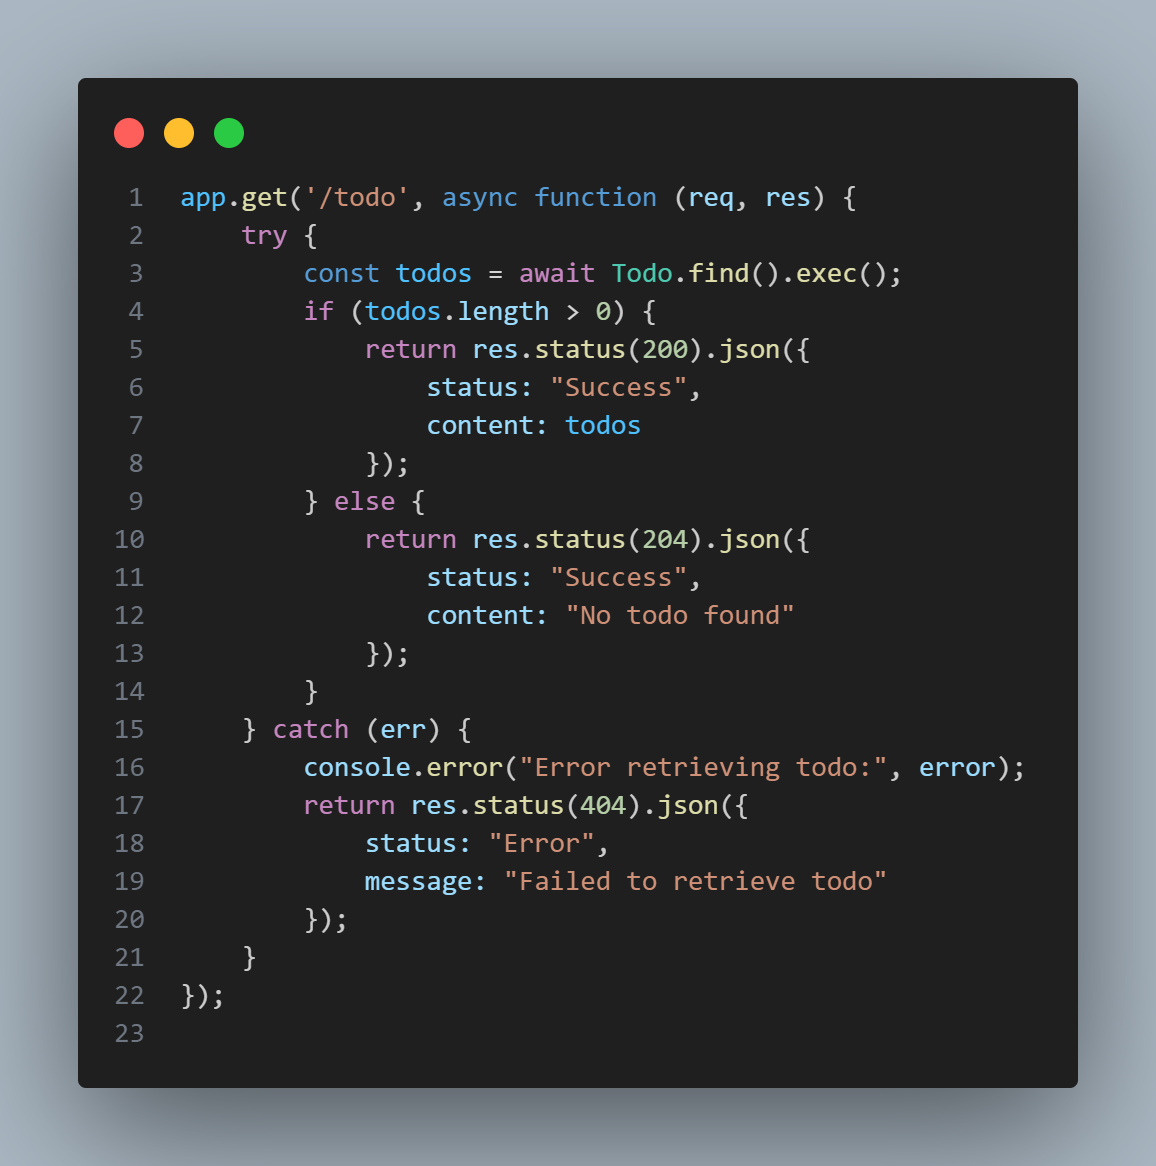 1 app.get('/todo', async function (req, res) {
2     try {
3         const todos = await Todo.find().exec();
4         if (todos.length > 0) {
5             return res.status(200).json({
6                 status: "Success",
7                 content: todos
8             });
9         } else {
10             return res.status(204).json({
11                 status: "Success",
12                 content: "No todo found"
13             });
14         }
15     } catch (err) {
16         console.error("Error retrieving todo:", error);
17         return res.status(404).json({
18             status: "Error",
19             message: "Failed to retrieve todo"
20         });
21     }
22 });
23